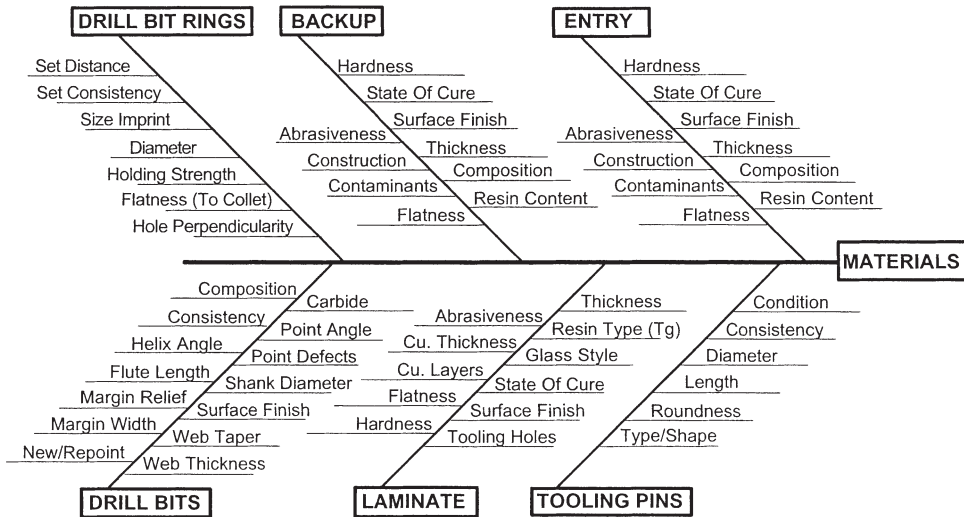 DRILL BIT RINGS
Set Distance
Set Consistency
Size Imprint
Diameter
Holding Strength
Flatness (To Collet)
Hole Perpendicularity
BACKUP
Hardness
State Of Cure
Surface Finish
Abrasiveness
Thickness
Construction
Composition
Contaminants
Resin Content
Flatness
ENTRY
Hardness
State Of Cure
Surface Finish
Abrasiveness
Thickness
Construction
Composition
Contaminants
Resin Content
Flatness
MATERIALS
Composition
Carbide
Consistency
Point Angle
Helix Angle
Point Defects
Flute Length
Shank Diameter
Margin Relief
Surface Finish
Margin Width
Web Taper
New/Repoint
Web Thickness
DRILL BITS
Thickness
Abrasiveness
Resin Type (Tg)
Cu. Thickness
Glass Style
Cu. Layers
State Of Cure
Flatness
Surface Finish
Hardness
Tooling Holes
LAMINATE
Condition
Consistency
Diameter
Length
Roundness
Type/Shape
TOOLING PINS